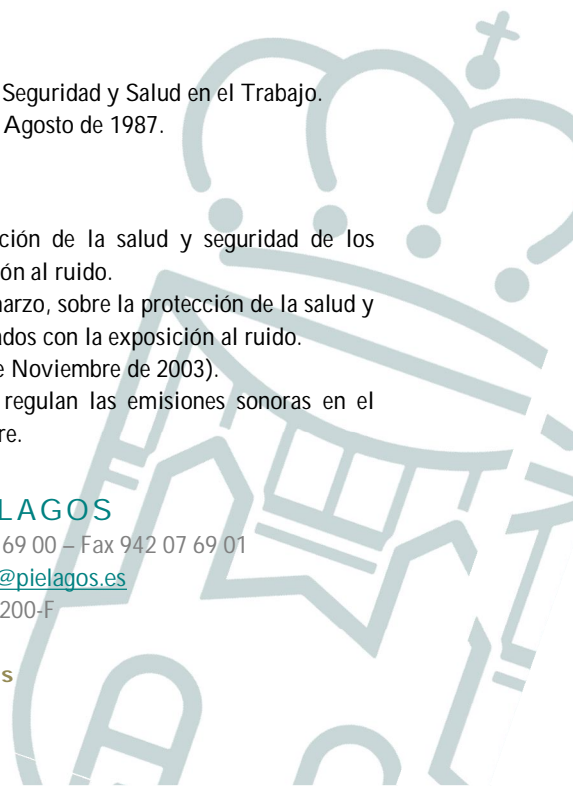 Seguridad y Salud en el Trabajo.
Agosto de 1987.
ción de la salud y seguridad de los
ón al ruido.
narzo, sobre la protección de la salud y
dos con la exposición al ruido.
e Noviembre de 2003).
regulan las emisiones sonoras en el
re.
LAGOS
69 00 – Fax 942 07 69 01
@pielagos.es
200-F
s